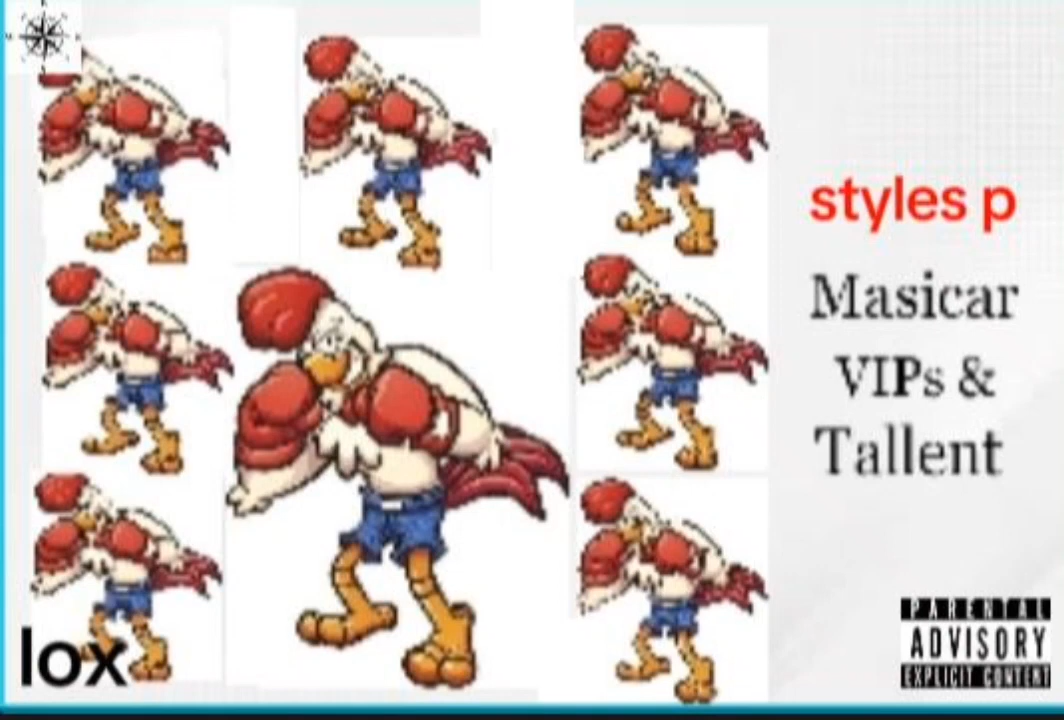 styles p
Masicar
VIPs &
Tallent
lox
PARENTAL
ADVISORY
EXPLICIT CONTENT